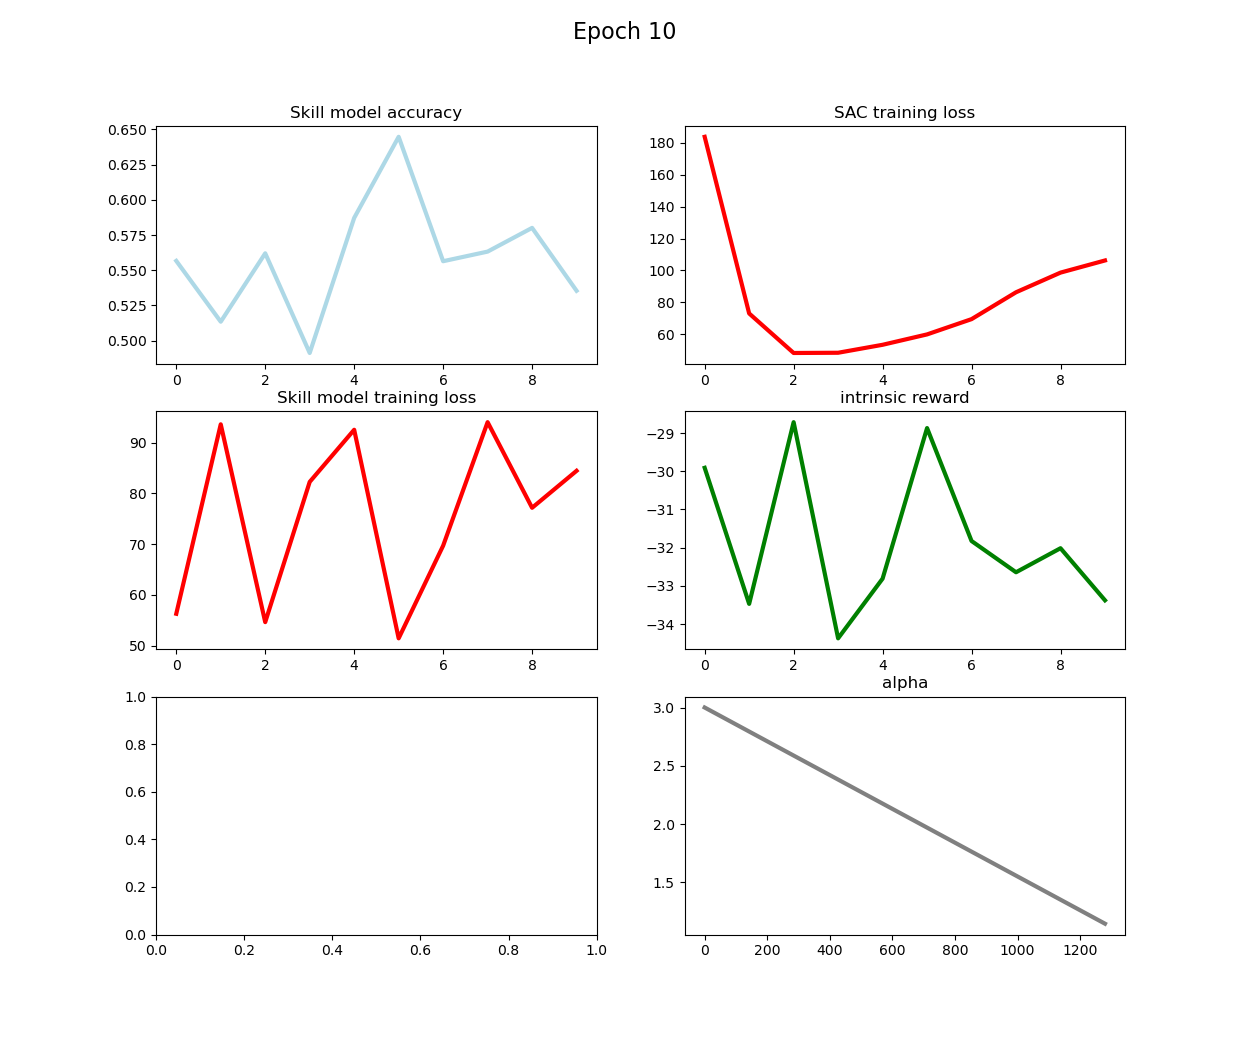 Epoch 10
Skill model accuracy
0.650
0.625
0.600
0.575
0.550
0.525
0.500
0 2 4 6 8
SAC training loss
180
160
140
120
100
80
60
0 2 4 6 8
Skill model training loss
90
80
70
60
50
0 2 4 6 8
intrinsic reward
−29
−30
−31
−32
−33
−34
0 2 4 6 8
1.0
0.8
0.6
0.4
0.2
0.0
0.0 0.2 0.4 0.6 0.8 1.0
alpha
3.0
2.5
2.0
1.5
0 200 400 600 800 1000 1200